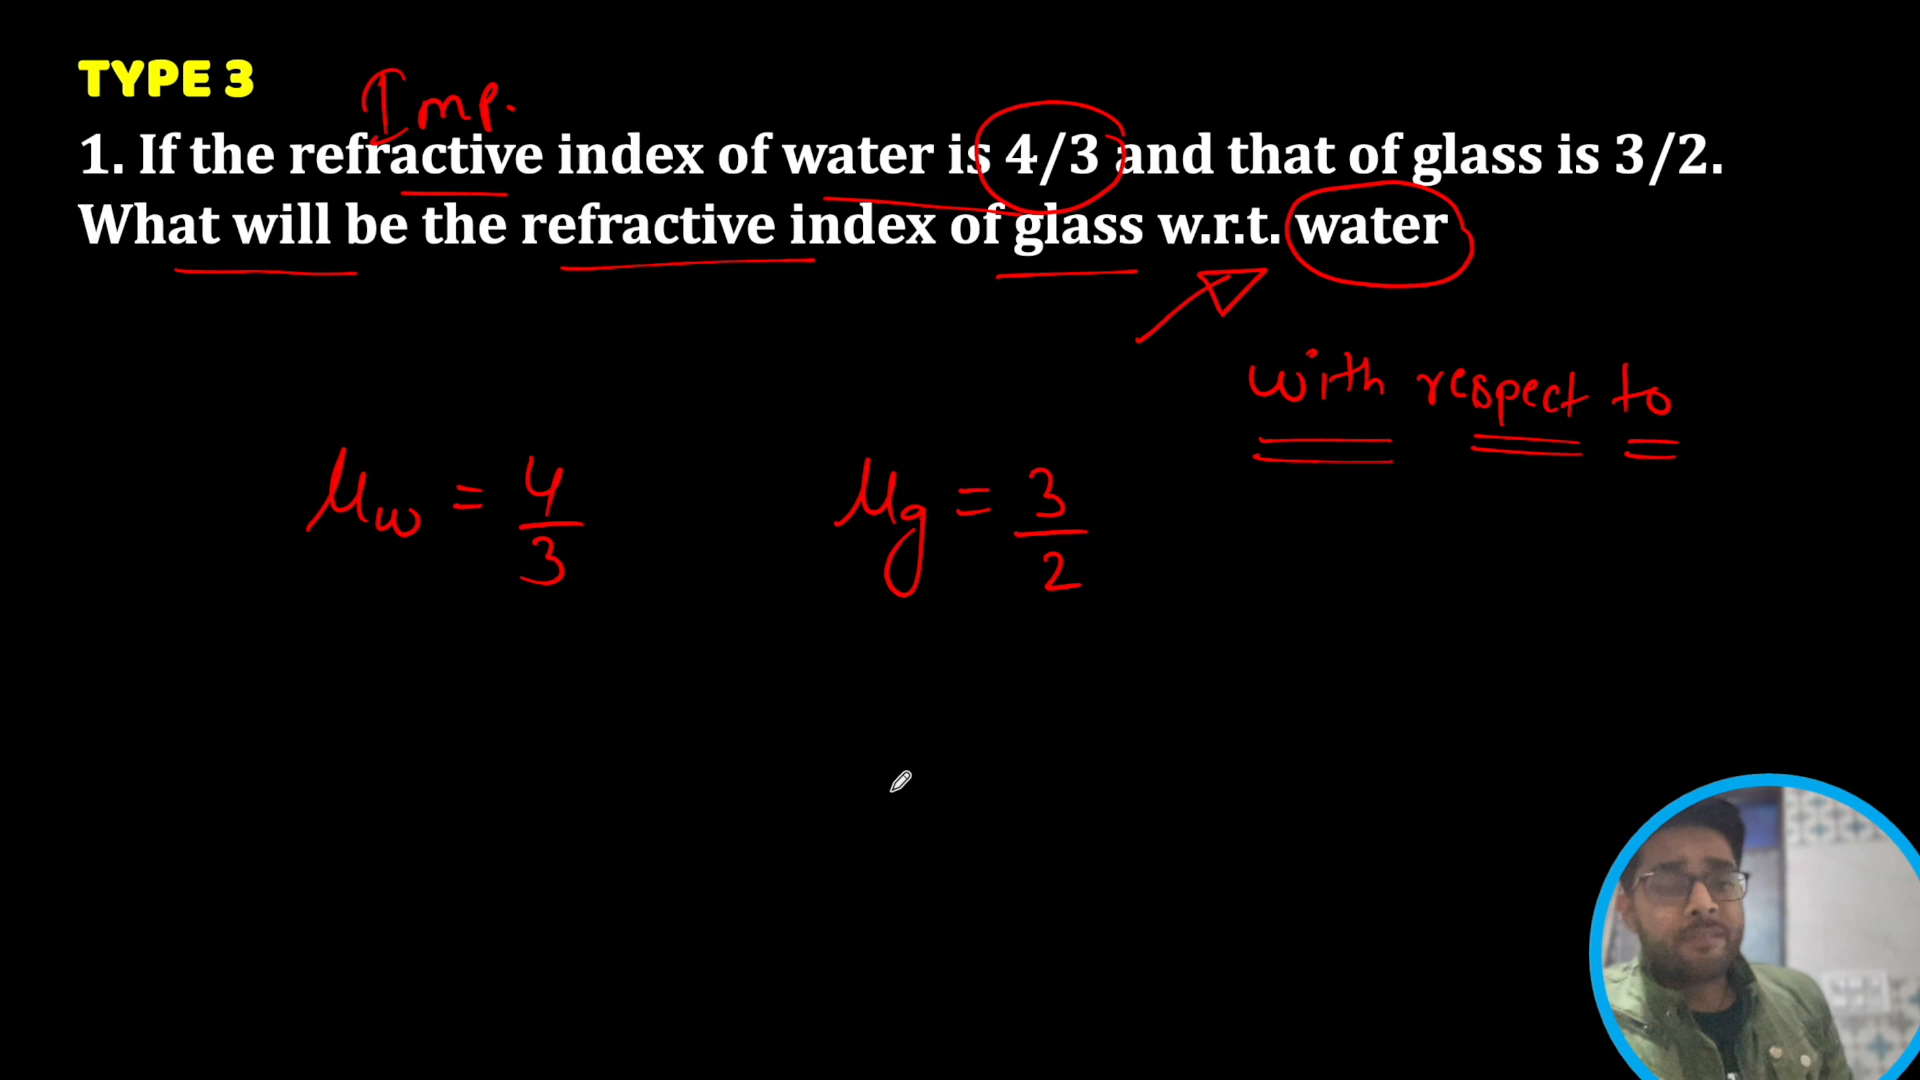 TYPE 3
Imp.
1. If the refractive index of water is 4/3 and that of glass is 3/2.
What will be the refractive index of glass w.r.t. water
with respect to
μw = 4/3 μg = 3/2